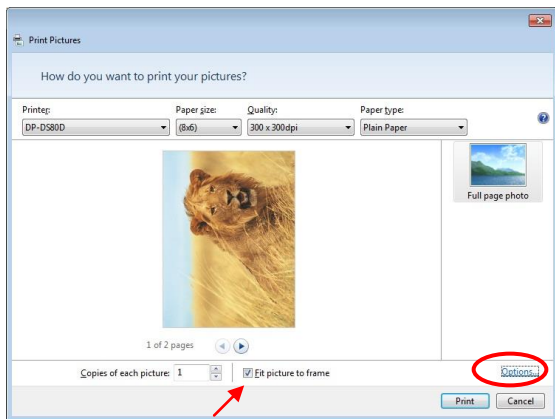 Print Pictures
How do you want to print your pictures?
Printer: Paper size: Quality: Paper type:
DP-DS80D (8x6) 300 x 300dpi Plain Paper
Full page photo
1 of 2 pages
Copies of each picture: 1 Fit picture to frame Options...
Print Cancel